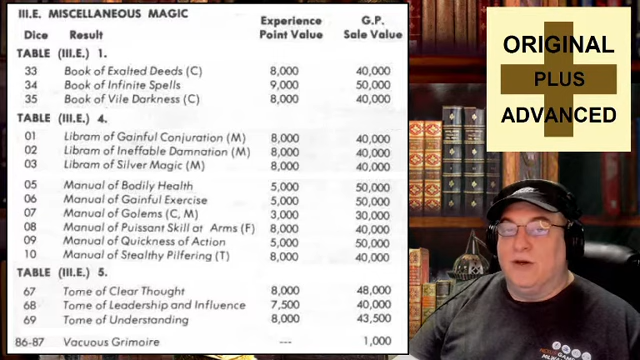 III.E. MISCELLANEOUS MAGIC Experience G.P.
Dice Result Point Value Sale Value
TABLE (III.E.) 1.
33 Book of Exalted Deeds (C) 8,000 40,000
34 Book of Infinite Spells 9,000 50,000
35 Book of Vile Darkness (C) 8,000 40,000
TABLE (III.E.) 4.
01 Libram of Gainful Conjuration (M) 8,000 40,000
02 Libram of Ineffable Damnation (M) 8,000 40,000
03 Libram of Silver Magic (M) 8,000 40,000
05 Manual of Bodily Health 5,000 50,000
06 Manual of Gainful Exercise 5,000 50,000
07 Manual of Golems (C, M) 3,000 30,000
08 Manual of Puissant Skill at Arms (F) 8,000 40,000
09 Manual of Quickness of Action 5,000 50,000
10 Manual of Stealthy Pilfering (T) 8,000 40,000
TABLE (III.E.) 5.
67 Tome of Clear Thought 8,000 48,000
68 Tome of Leadership and Influence 7,500 40,000
69 Tome of Understanding 8,000 43,500
86-87 Vacuous Grimoire --- 1,000
ORIGINAL
PLUS
ADVANCED